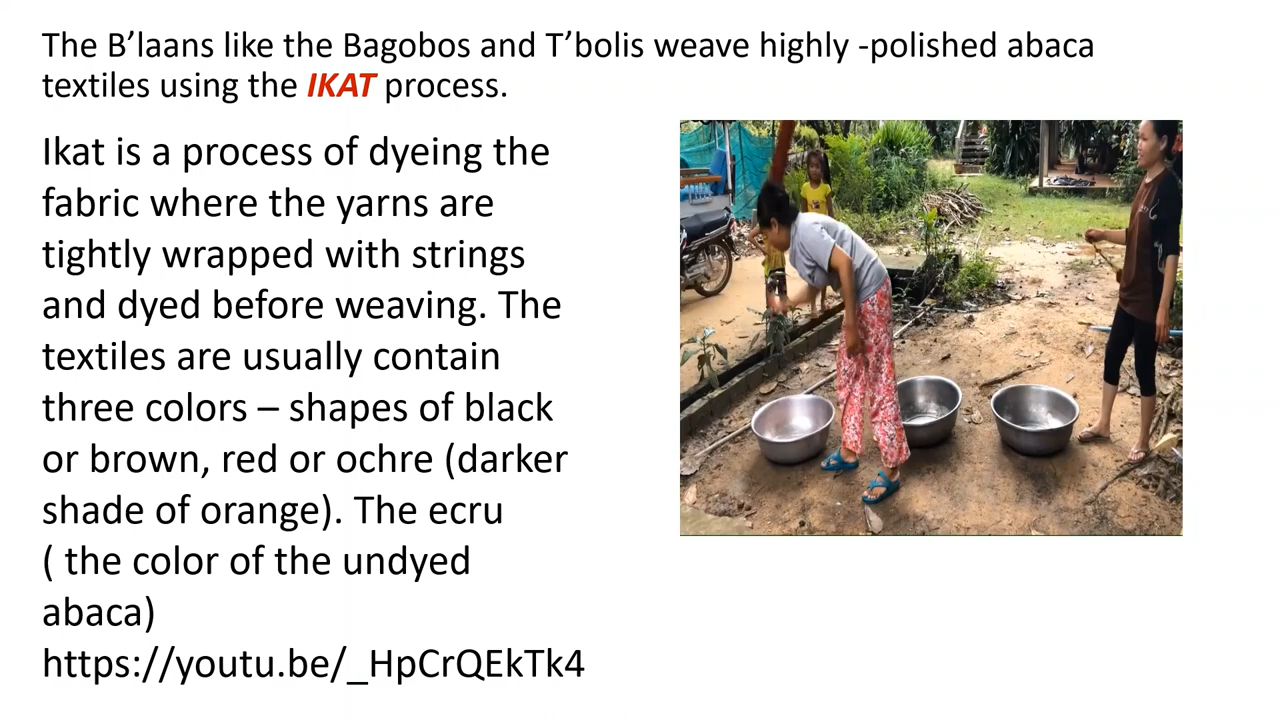 The B’laans like the Bagobos and T’bolis weave highly -polished abaca
textiles using the IKAT process.
Ikat is a process of dyeing the
fabric where the yarns are
tightly wrapped with strings
and dyed before weaving. The
textiles are usually contain
three colors – shapes of black
or brown, red or ochre (darker
shade of orange). The ecru
( the color of the undyed
abaca)
https://youtu.be/_HpCrQEkTk4